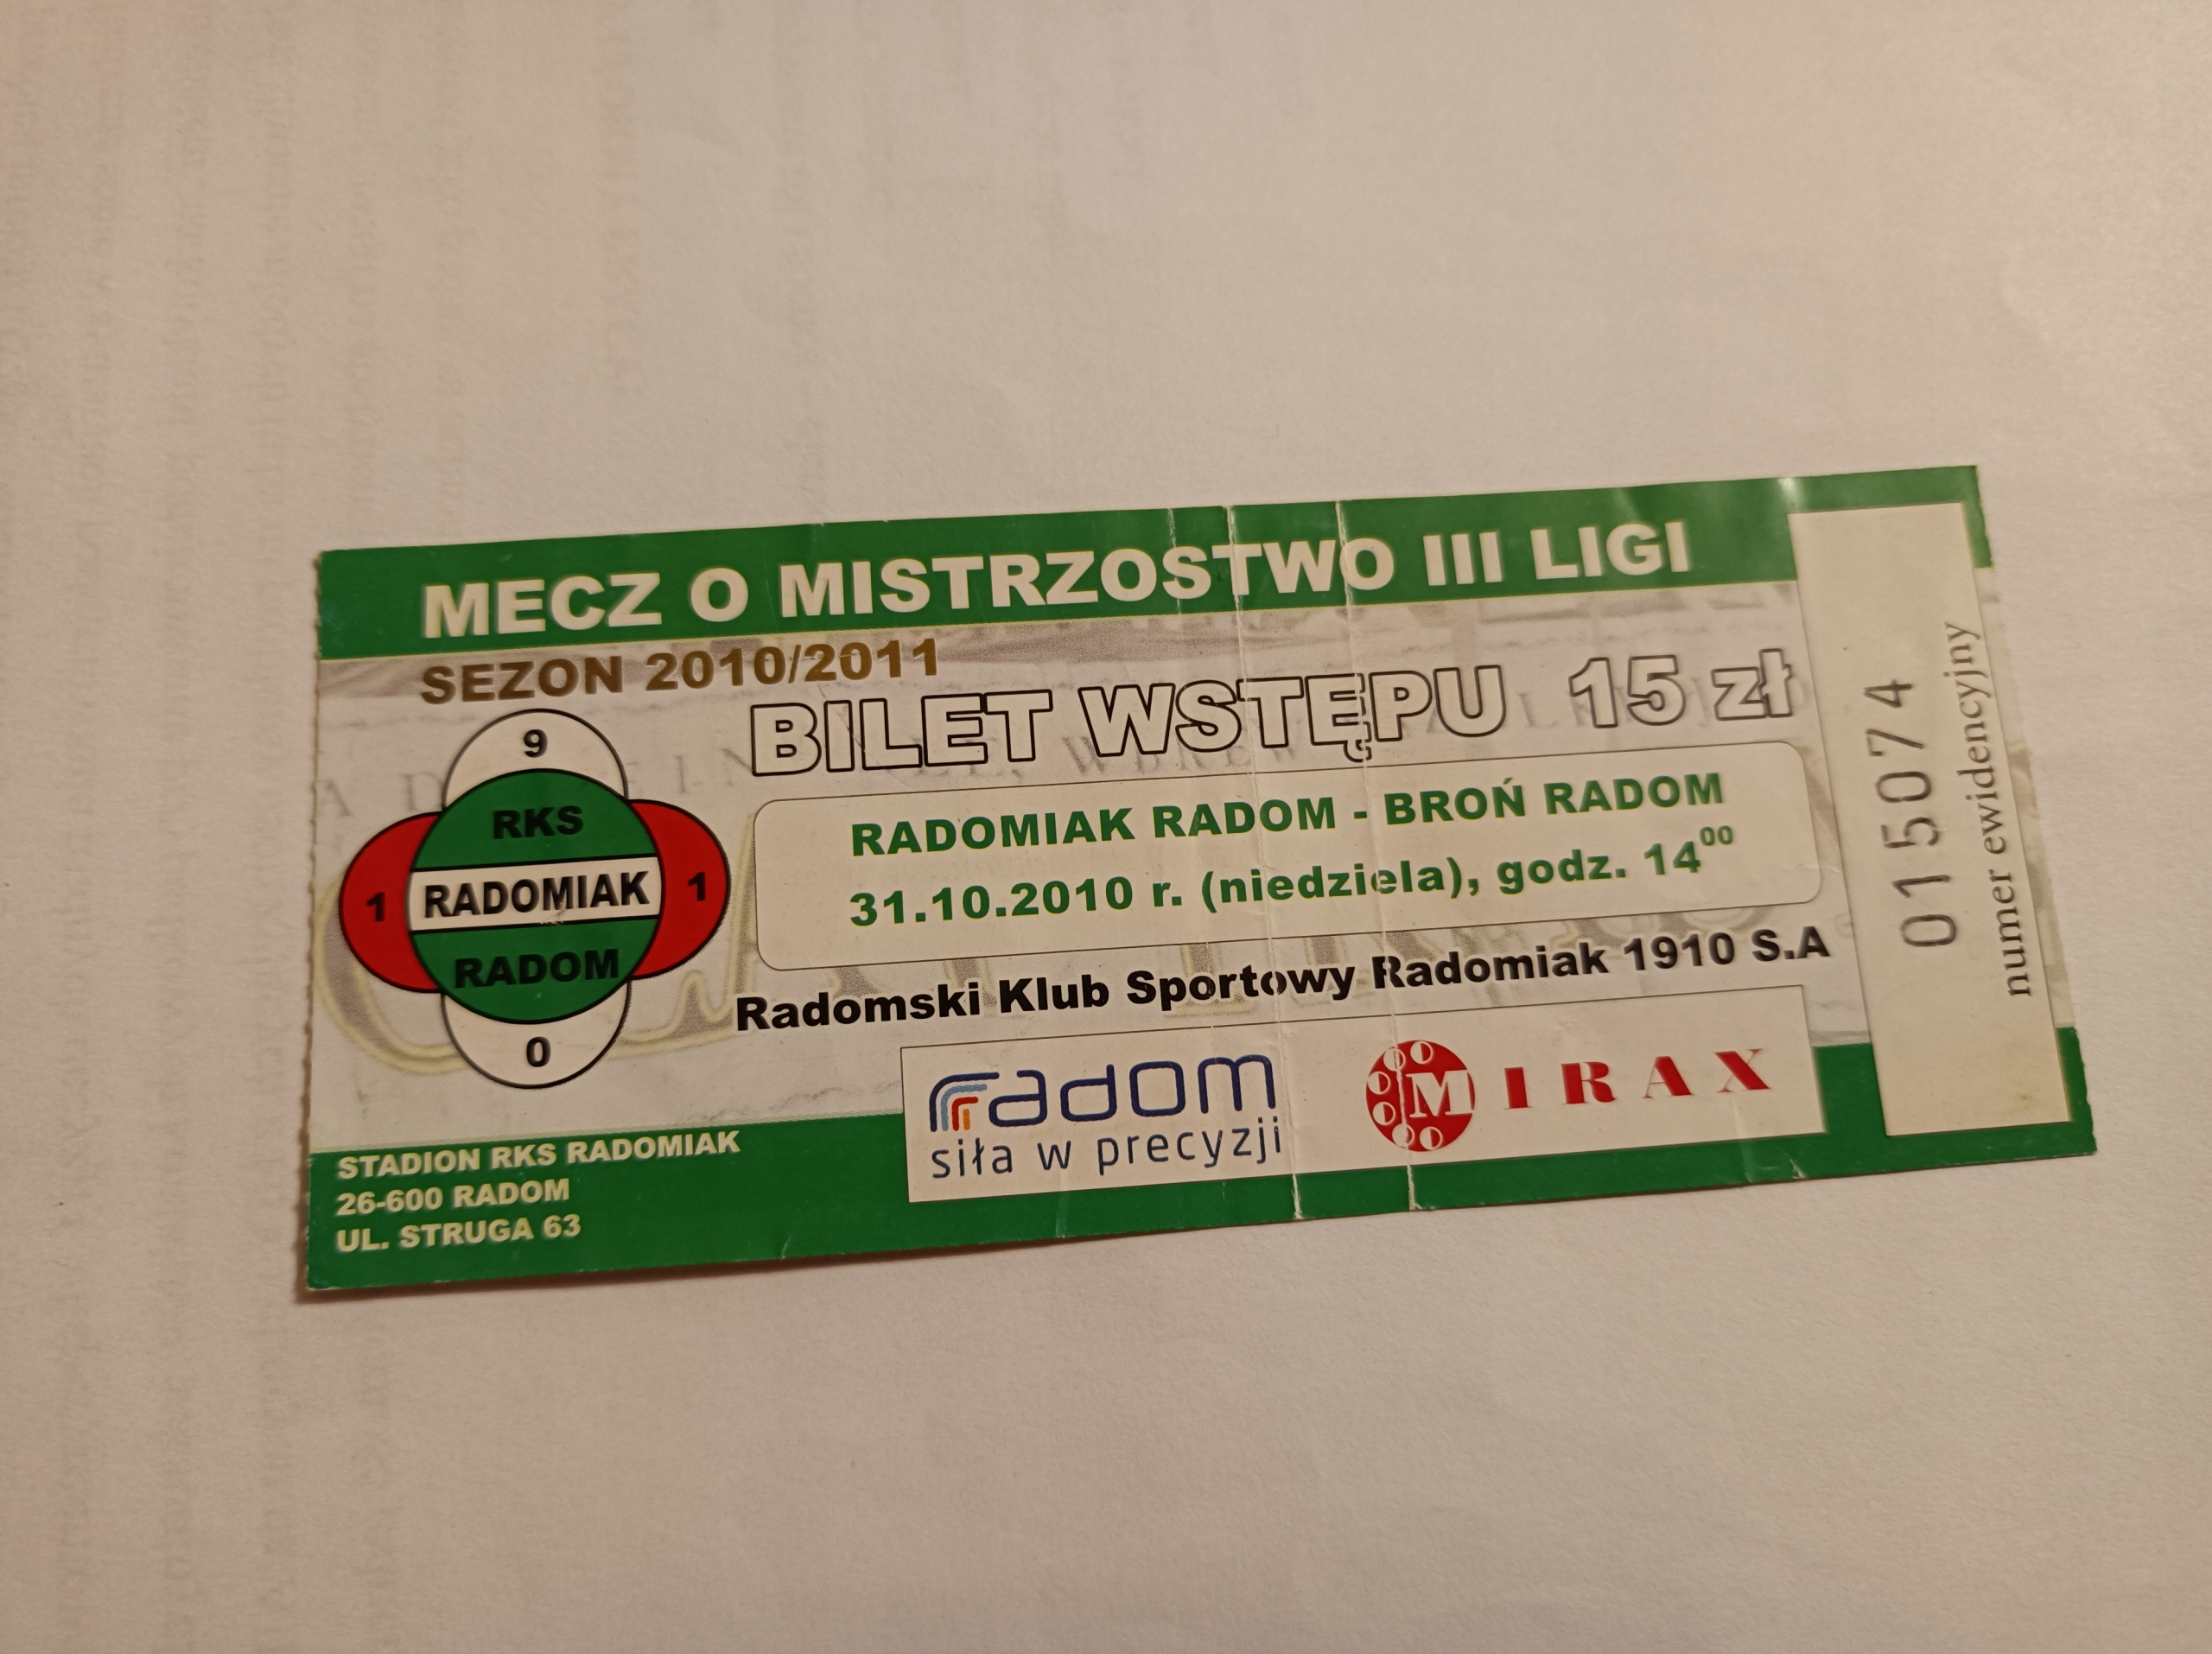 MECZ O MISTRZOSTWO III LIGI
SEZON 2010/2011
BILET WSTĘPU 15 zł
9
RKS
1 RADOMIAK 1
RADOM
0
RADOMIAK RADOM - BROŃ RADOM
31.10.2010 r. (niedziela), godz. 14⁰⁰
Radomski Klub Sportowy Radomiak 1910 S.A
radom
siła w precyzji
M IRAX
STADION RKS RADOMIAK
26-600 RADOM
UL. STRUGA 63
015074
numer ewidencyjny